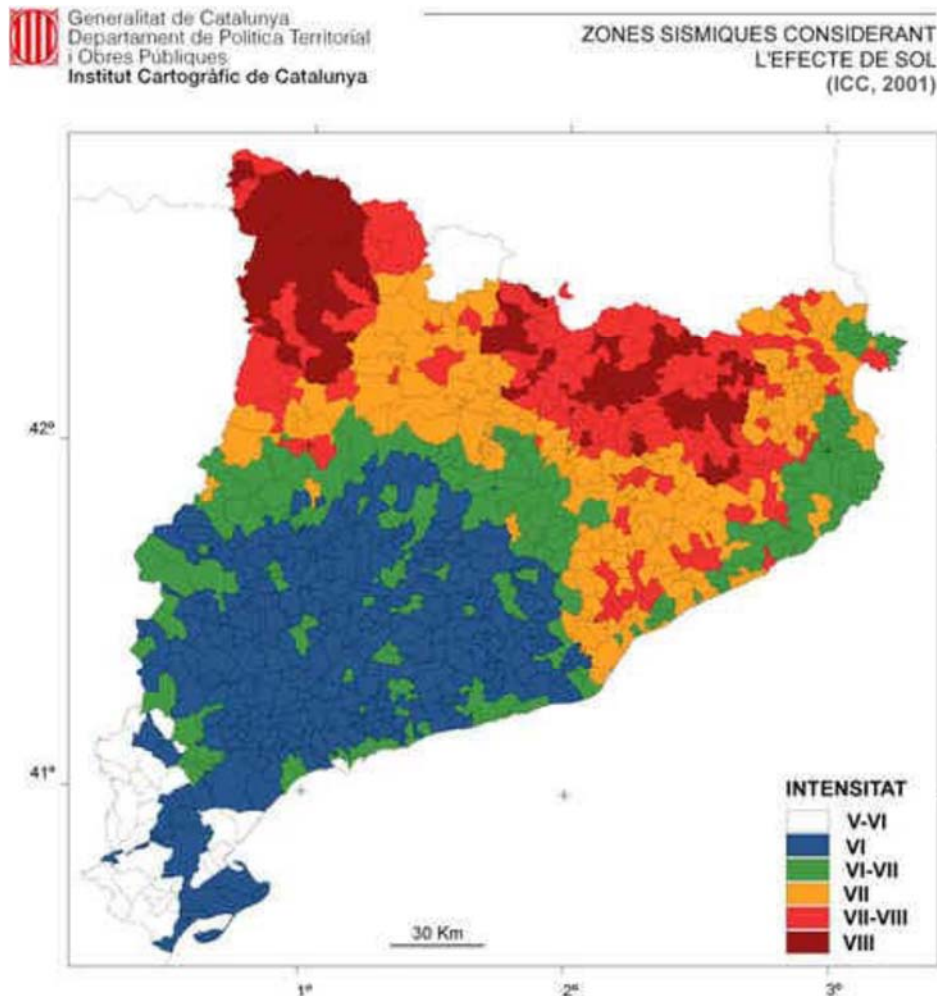 Generalitat de Catalunya
Departament de Política Territorial
i Obres Públiques
Institut Cartogràfic de Catalunya
ZONES SISMIQUES CONSIDERANT
L'EFECTE DE SOL
(ICC, 2001)
42º
41º
INTENSITAT
V-VI
VI
VI-VII
VII
VII-VIII
VIII
30 Km
1º
2º
3º